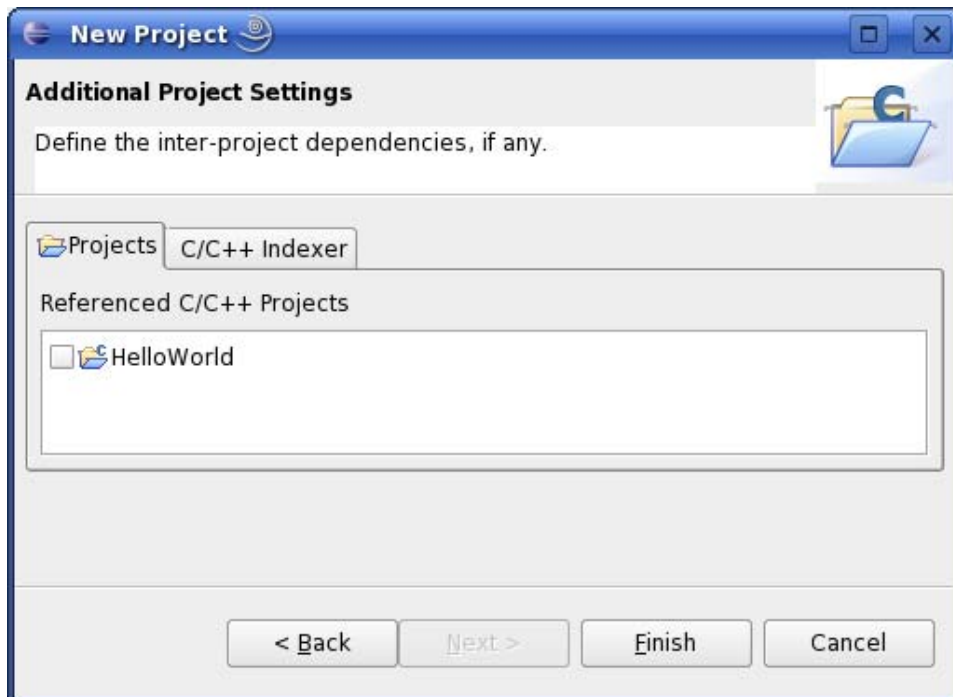 New Project
Additional Project Settings
Define the inter-project dependencies, if any.
Projects
C/C++ Indexer
Referenced C/C++ Projects
HelloWorld
< Back
Next >
Finish
Cancel